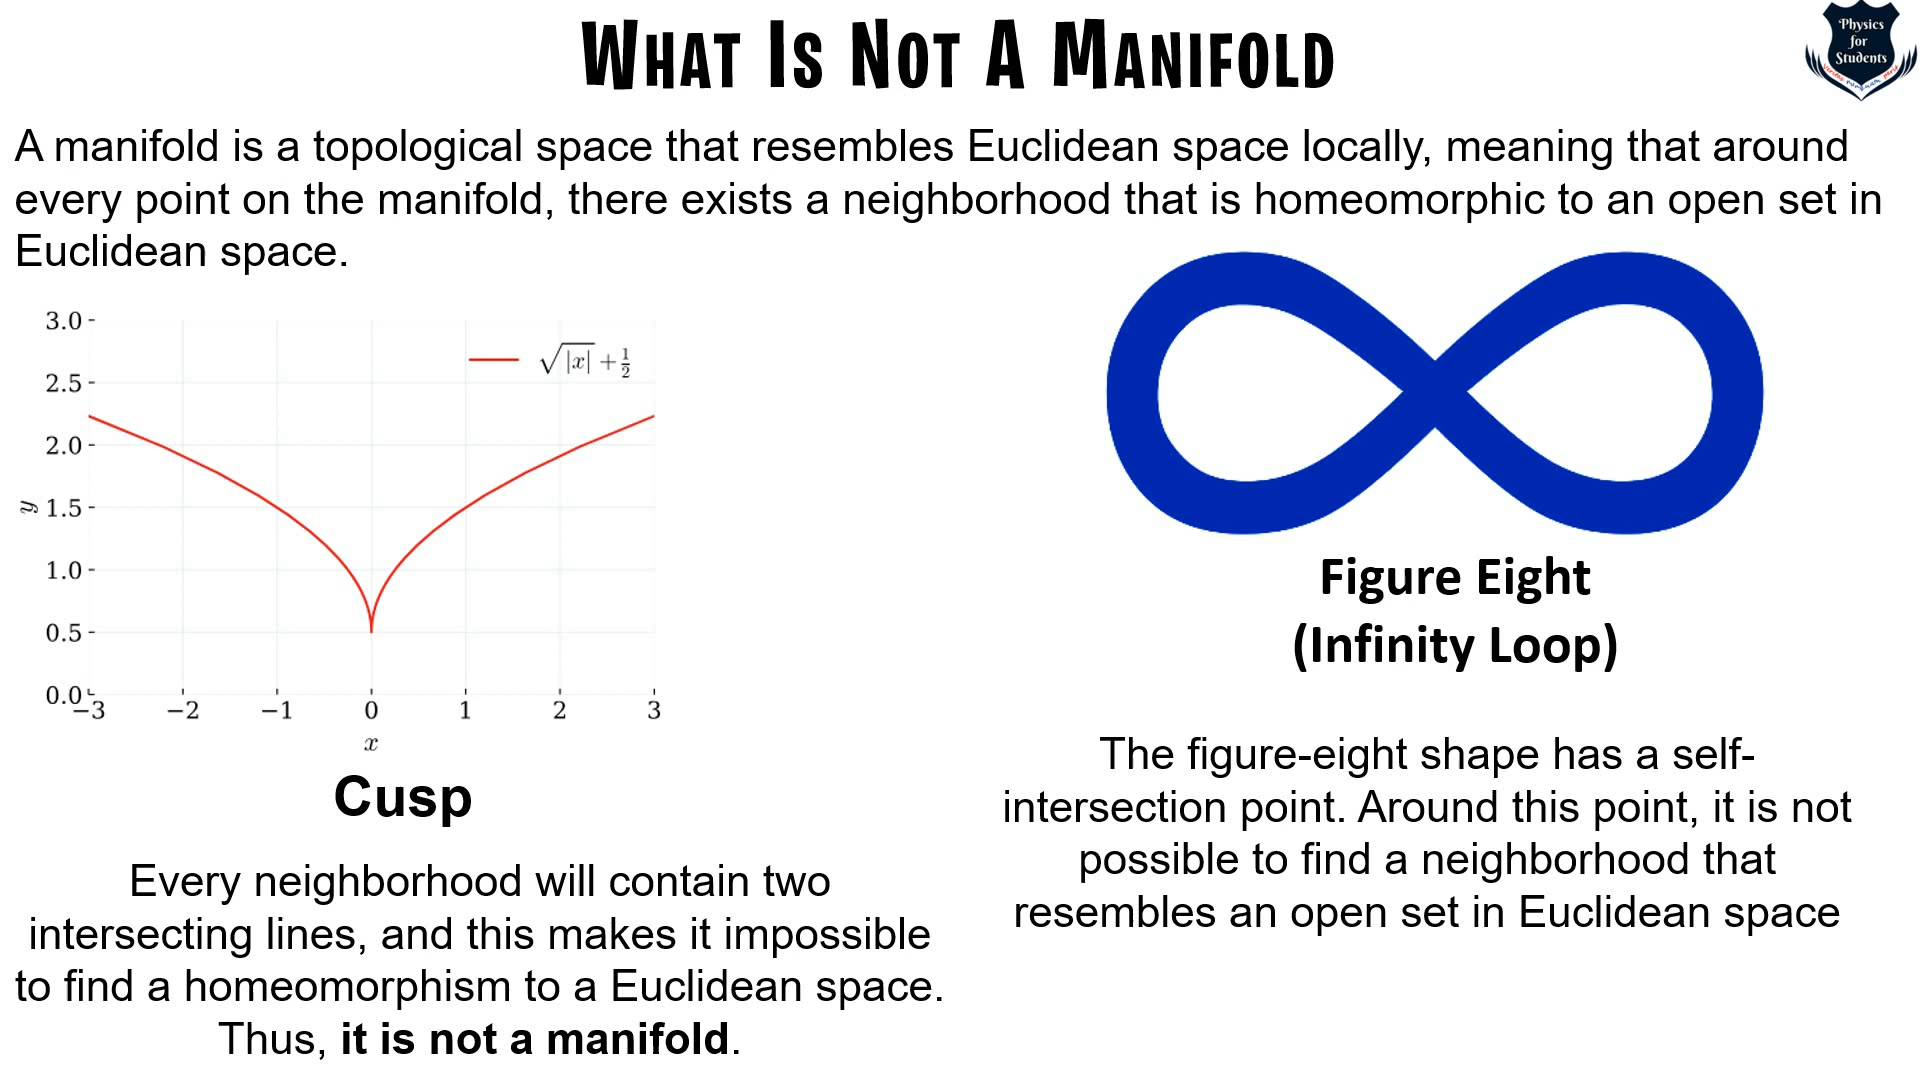 WHAT IS NOT A MANIFOLD
Physics
for
Students
A manifold is a topological space that resembles Euclidean space locally, meaning that around
every point on the manifold, there exists a neighborhood that is homeomorphic to an open set in
Euclidean space.
3.0
√|x| + 1/2
2.5
2.0
y
1.5
1.0
0.5
0.0
−3 −2 −1 0 1 2 3
x
Cusp
Every neighborhood will contain two
intersecting lines, and this makes it impossible
to find a homeomorphism to a Euclidean space.
Thus, it is not a manifold.
Figure Eight
(Infinity Loop)
The figure-eight shape has a self-
intersection point. Around this point, it is not
possible to find a neighborhood that
resembles an open set in Euclidean space